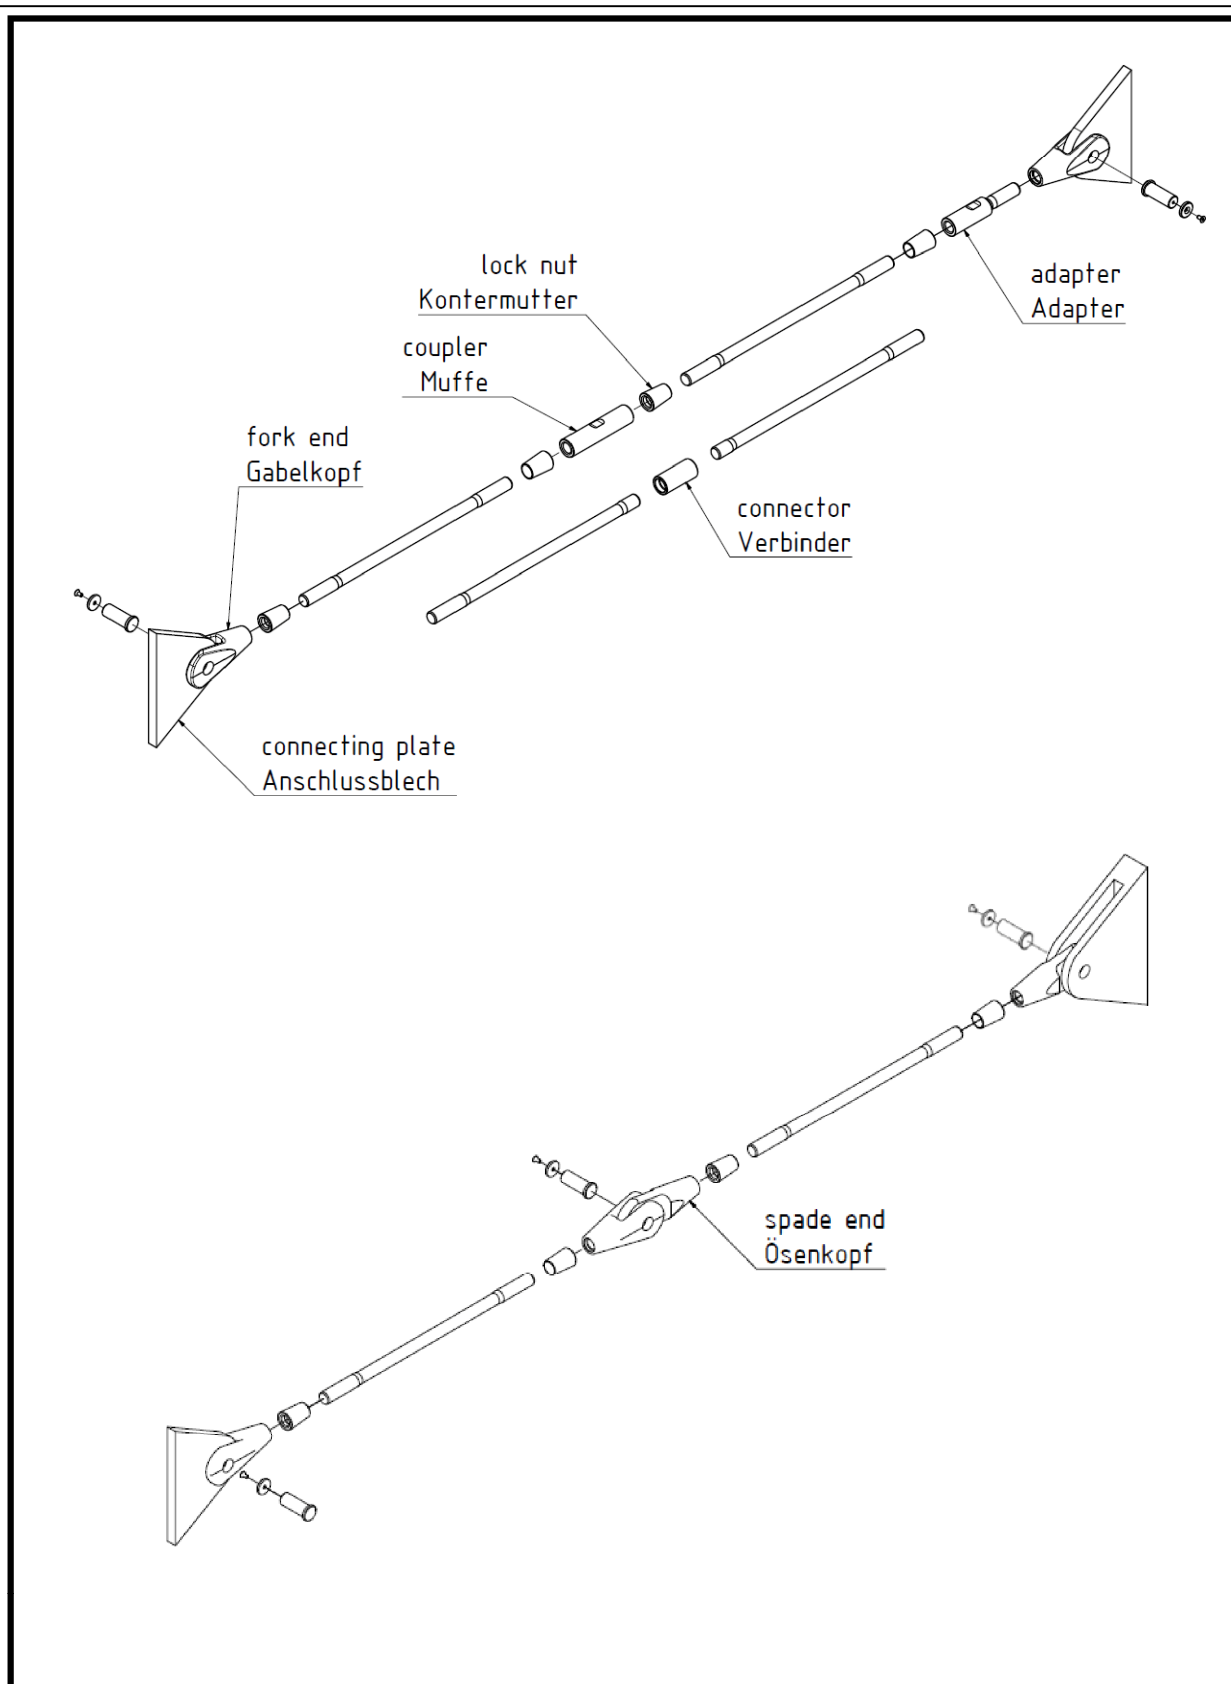 lock nut
Kontermutter
adapter
Adapter
coupler
Muffe
fork end
Gabelkopf
connector
Verbinder
connecting plate
Anschlussblech
spade end
Ösenkopf